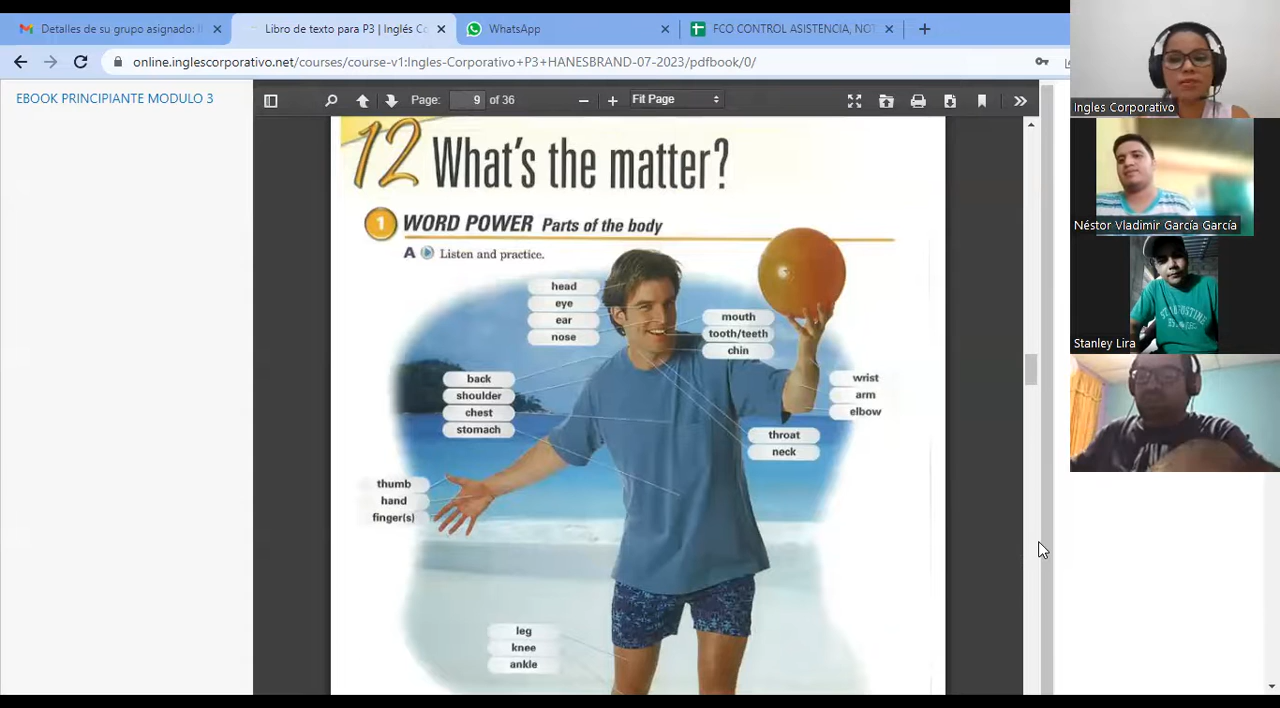 Detalles de su grupo asignado: I
Libro de texto para P3 | Inglés Co
WhatsApp
FCO CONTROL ASISTENCIA, NOT
online.inglescorporativo.net/courses/course-v1:Ingles-Corporativo+P3+HANESBRAND-07-2023/pdfbook/0/
EBOOK PRINCIPIANTE MODULO 3
Page: 9 of 36
Fit Page
12 What's the matter?
1 WORD POWER Parts of the body
A Listen and practice.
head
eye
ear
nose
mouth
tooth/teeth
chin
back
shoulder
chest
stomach
wrist
arm
elbow
throat
neck
thumb
hand
finger(s)
leg
knee
ankle
Ingles Corporativo
Néstor Vladimir García García
Stanley Lira